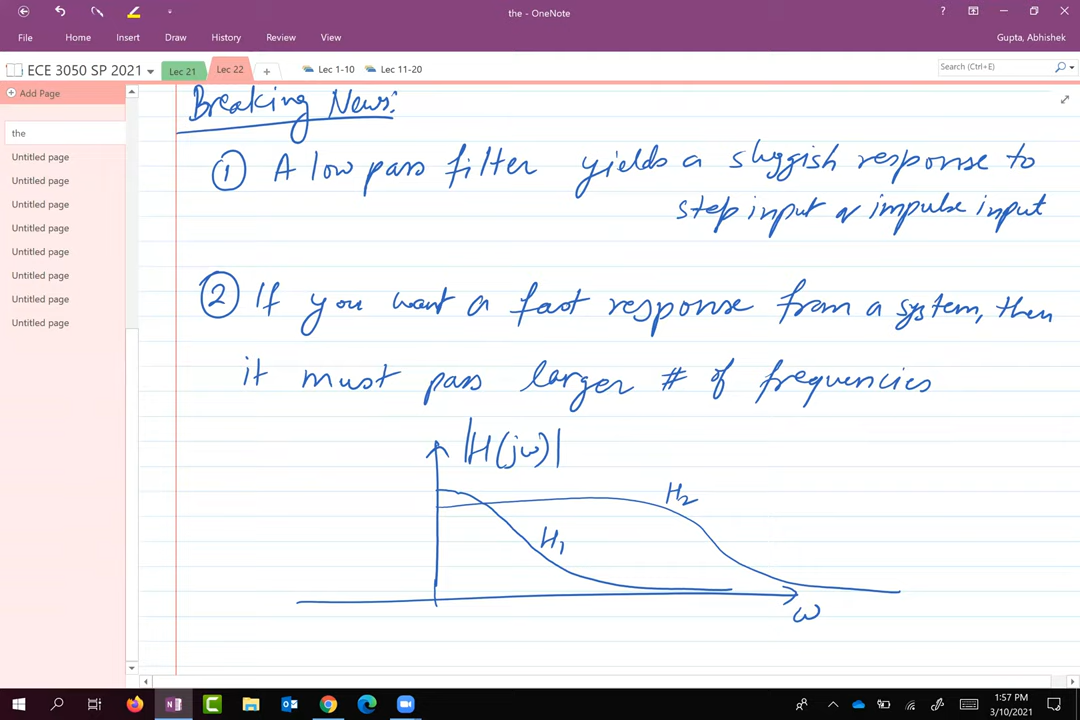 the - OneNote
File Home Insert Draw History Review View
Gupta, Abhishek
ECE 3050 SP 2021
Lec 21
Lec 22
Lec 1-10
Lec 11-20
Search (Ctrl+E)
Add Page
the
Untitled page
Untitled page
Untitled page
Untitled page
Untitled page
Untitled page
Untitled page
Untitled page
Breaking News:
① A low pass filter yields a sluggish response to
step input or impulse input
② If you want a fast response from a system, then
it must pass larger # of frequencies
|H(jω)|
H₂
H₁
ω
1:57 PM
3/10/2021